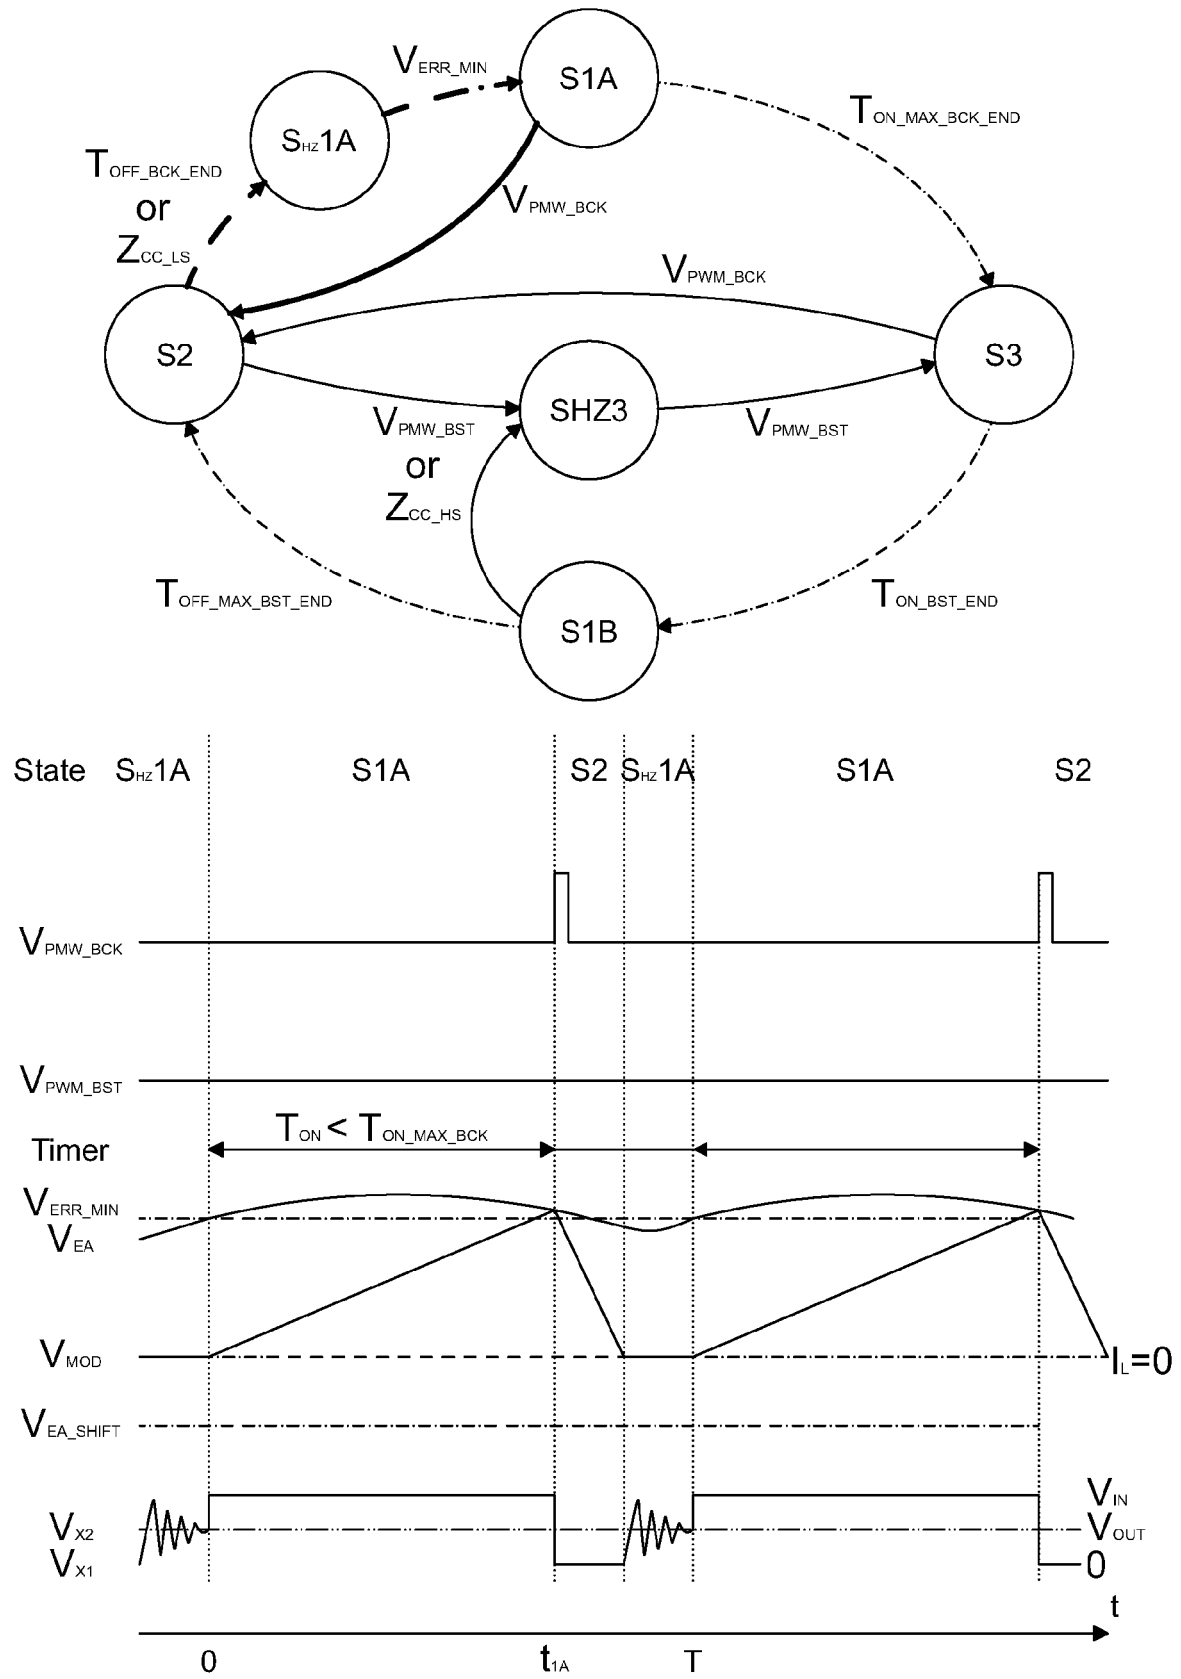 S1A
VERR_MIN
SHZ1A
TON_MAX_BCK_END
TOFF_BCK_END
or
ZCC_LS
VPMW_BCK
VPWM_BCK
S2
S3
SHZ3
VPMW_BST
or
ZCC_HS
VPMW_BST
TOFF_MAX_BST_END
TON_BST_END
S1B
State SHZ1A S1A S2 SHZ1A S1A S2
VPMW_BCK
VPWM_BST
TON < TON_MAX_BCK
Timer
VERR_MIN
VEA
VMOD
IL=0
VEA_SHIFT
VIN
VX2
VOUT
VX1
0
t
0 t1A T